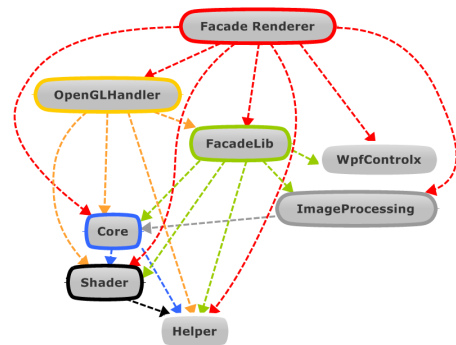 Facade Renderer
OpenGLHandler
FacadeLib
WpfControlx
ImageProcessing
Core
Shader
Helper